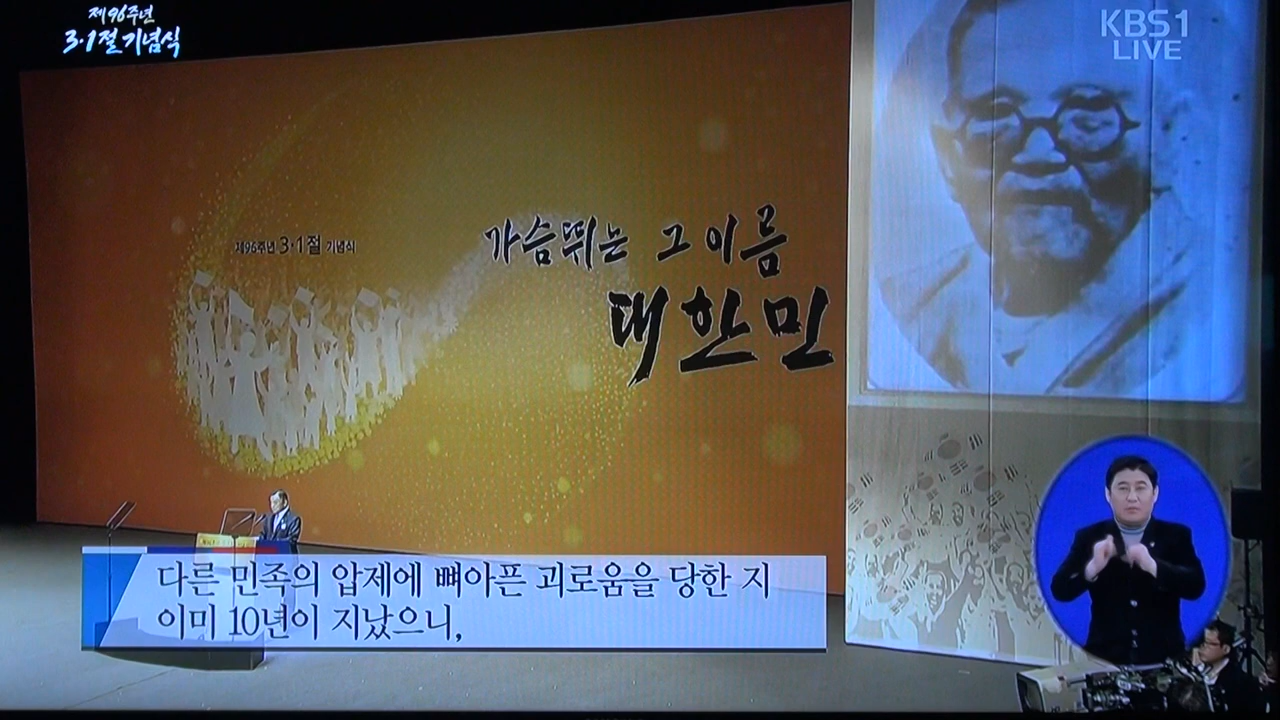 제96주년
3·1절 기념식
KBS1
LIVE
제96주년 3·1절 기념식
가슴뛰는 그 이름
대한민
다른 민족의 압제에 뼈아픈 괴로움을 당한 지
이미 10년이 지났으니,